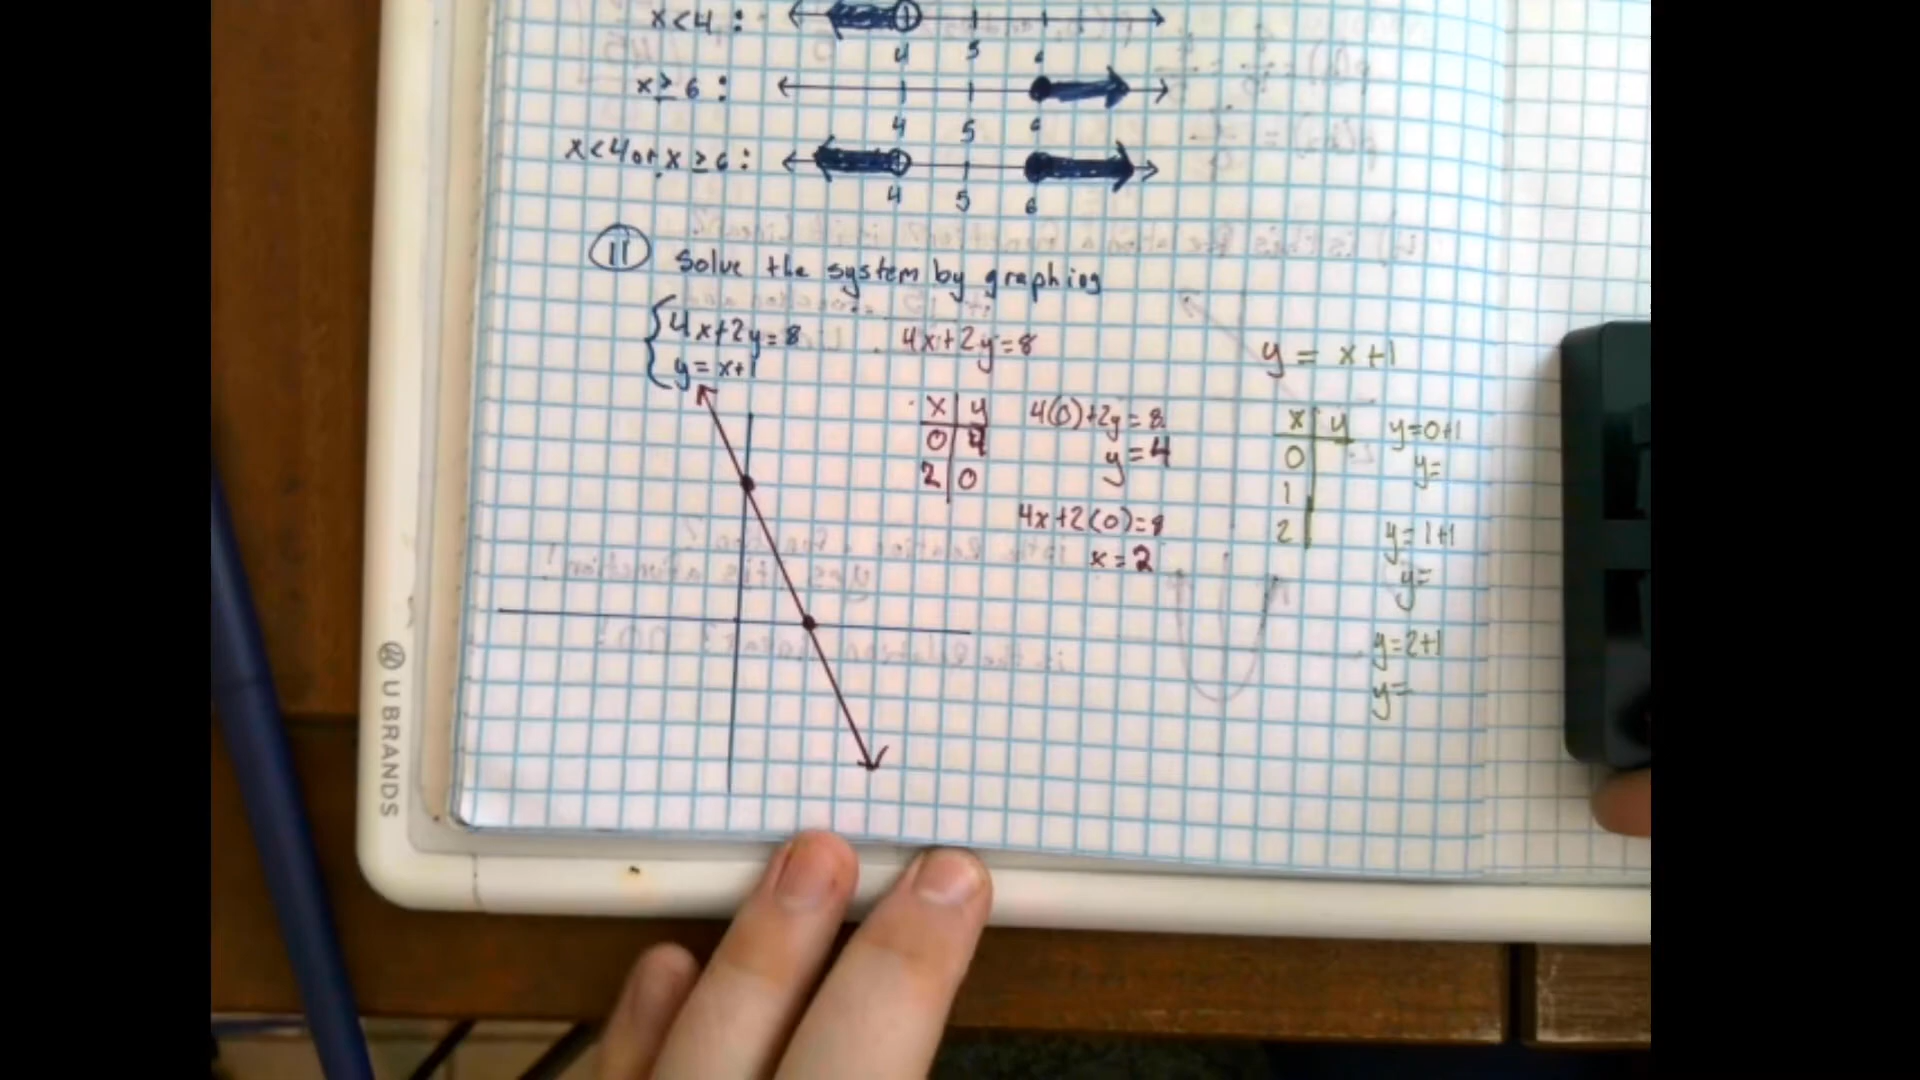 x<4:
4 5 6
x≥6:
4 5 6
x<4 or x≥6:
4 5 6
11 Solve the system by graphing
4x+2y=8
y=x+1
4x+2y=8
x y
0 4
2 0
4(0)+2y=8
y=4
4x+2(0)=8
x=2
y=x+1
x y
0
1
2
y=0+1
y=
y=1+1
y=
y=2+1
y=
U BRANDS